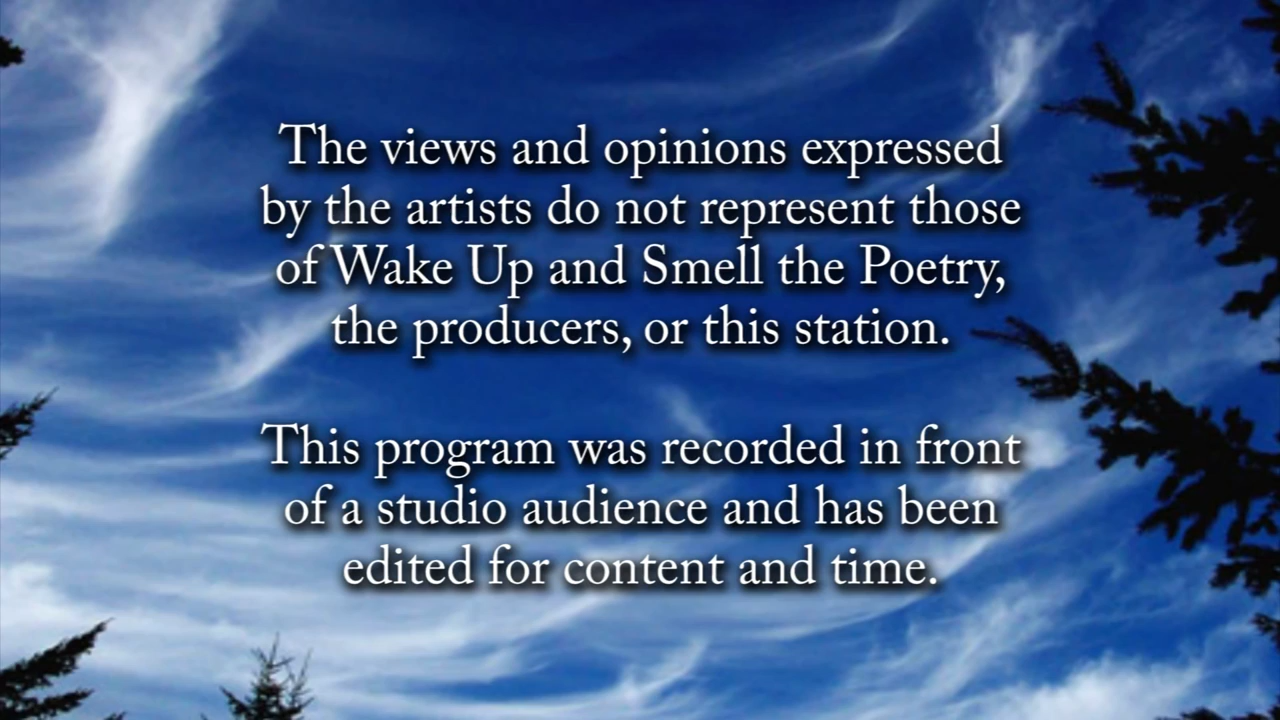 The views and opinions expressed
by the artists do not represent those
of Wake Up and Smell the Poetry,
the producers, or this station.
This program was recorded in front
of a studio audience and has been
edited for content and time.